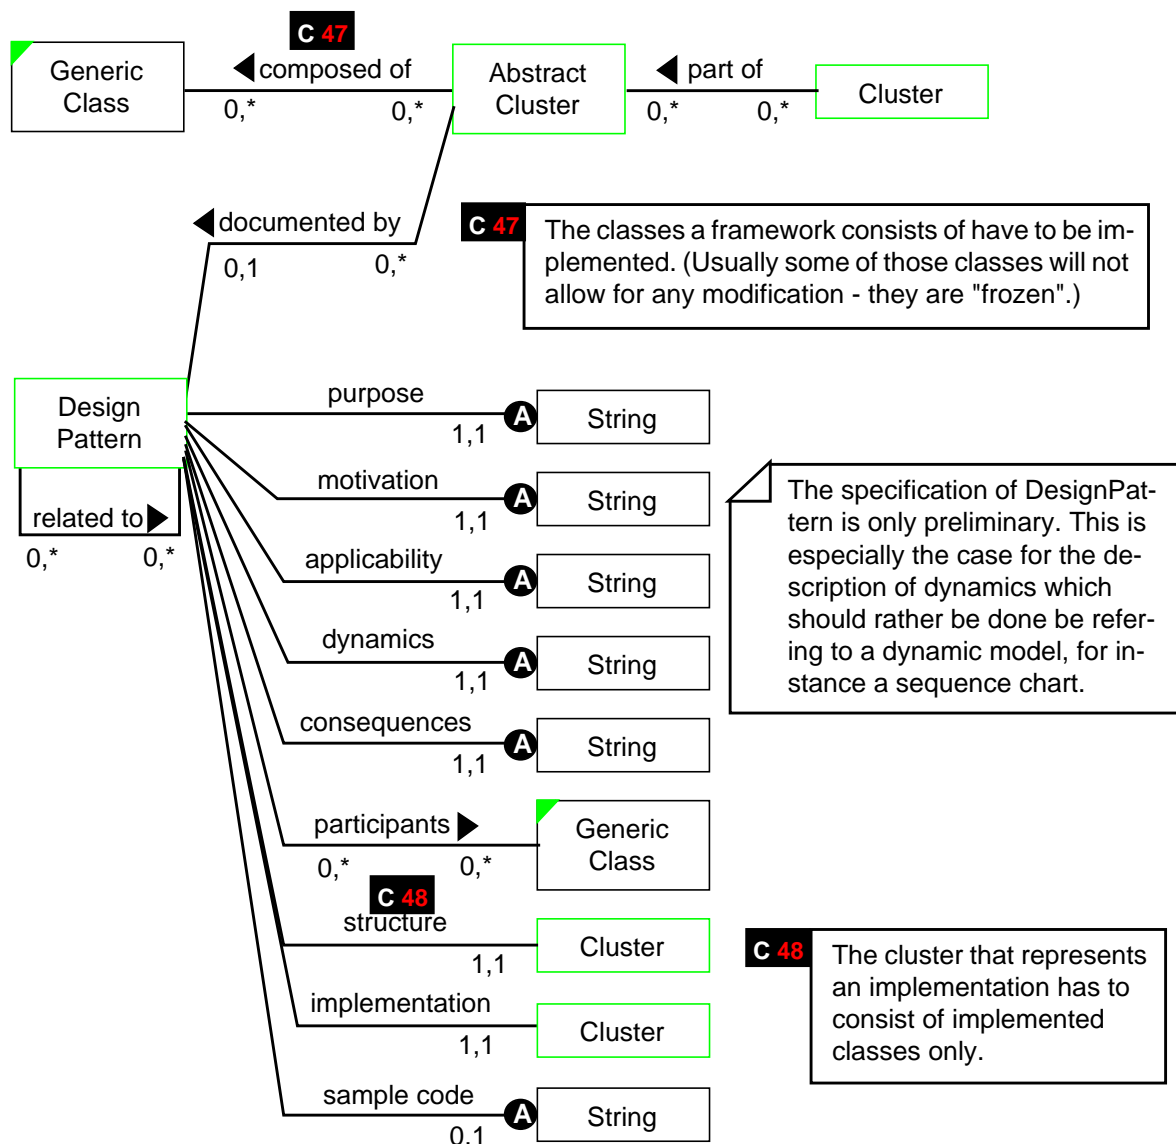 C 47
Generic
Class
composed of
0,*
0,*
Abstract
Cluster
part of
0,*
0,*
Cluster
documented by
0,1
0,*
C 47
The classes a framework consists of have to be im-
plemented. (Usually some of those classes will not
allow for any modification - they are "frozen".)
Design
Pattern
related to
0,*
0,*
purpose
1,1
A
String
motivation
1,1
A
String
applicability
1,1
A
String
dynamics
1,1
A
String
consequences
1,1
A
String
The specification of DesignPat-
tern is only preliminary. This is
especially the case for the de-
scription of dynamics which
should rather be done be refer-
ing to a dynamic model, for in-
stance a sequence chart.
participants
0,*
0,*
Generic
Class
C 48
structure
1,1
Cluster
implementation
1,1
Cluster
C 48
The cluster that represents
an implementation has to
consist of implemented
classes only.
sample code
0,1
A
String